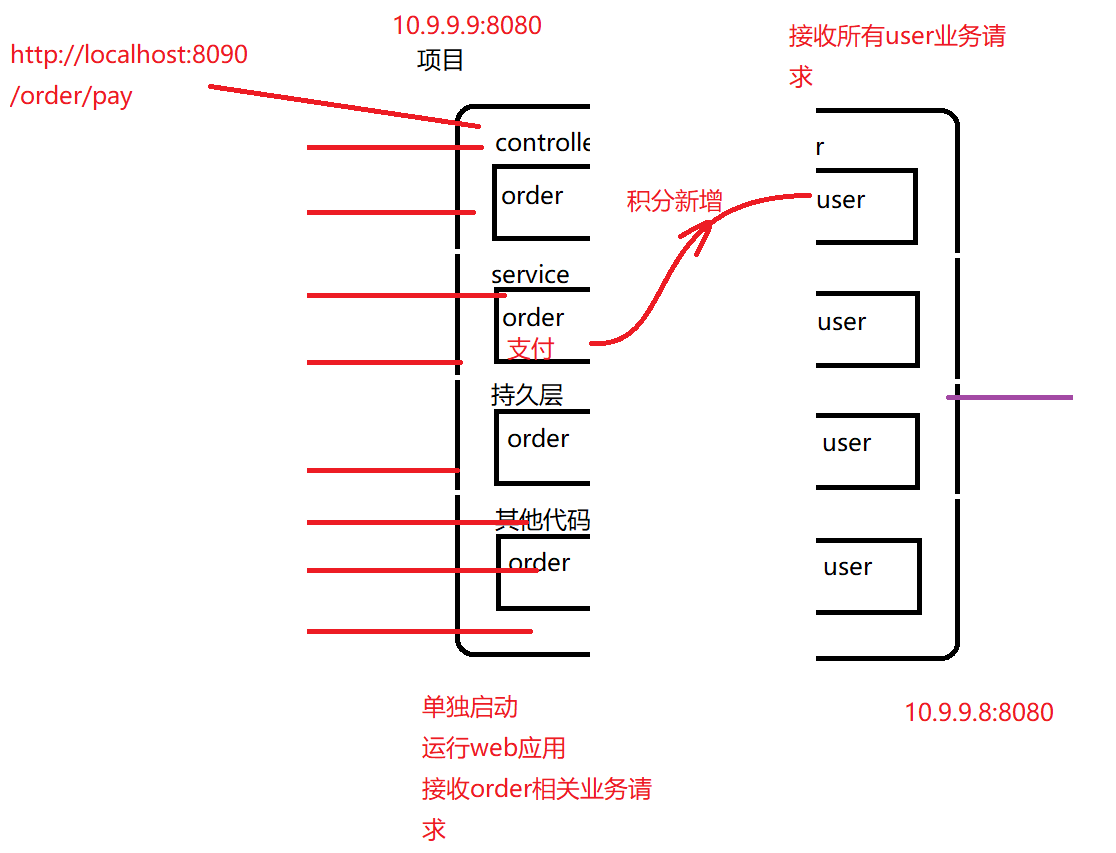 10.9.9.9:8080
项目
http://localhost:8090
/order/pay
接收所有user业务请
求
controlle
order
service
order
支付
持久层
order
其他代码
order
积分新增
r
user
user
user
user
单独启动
运行web应用
接收order相关业务请
求
10.9.9.8:8080